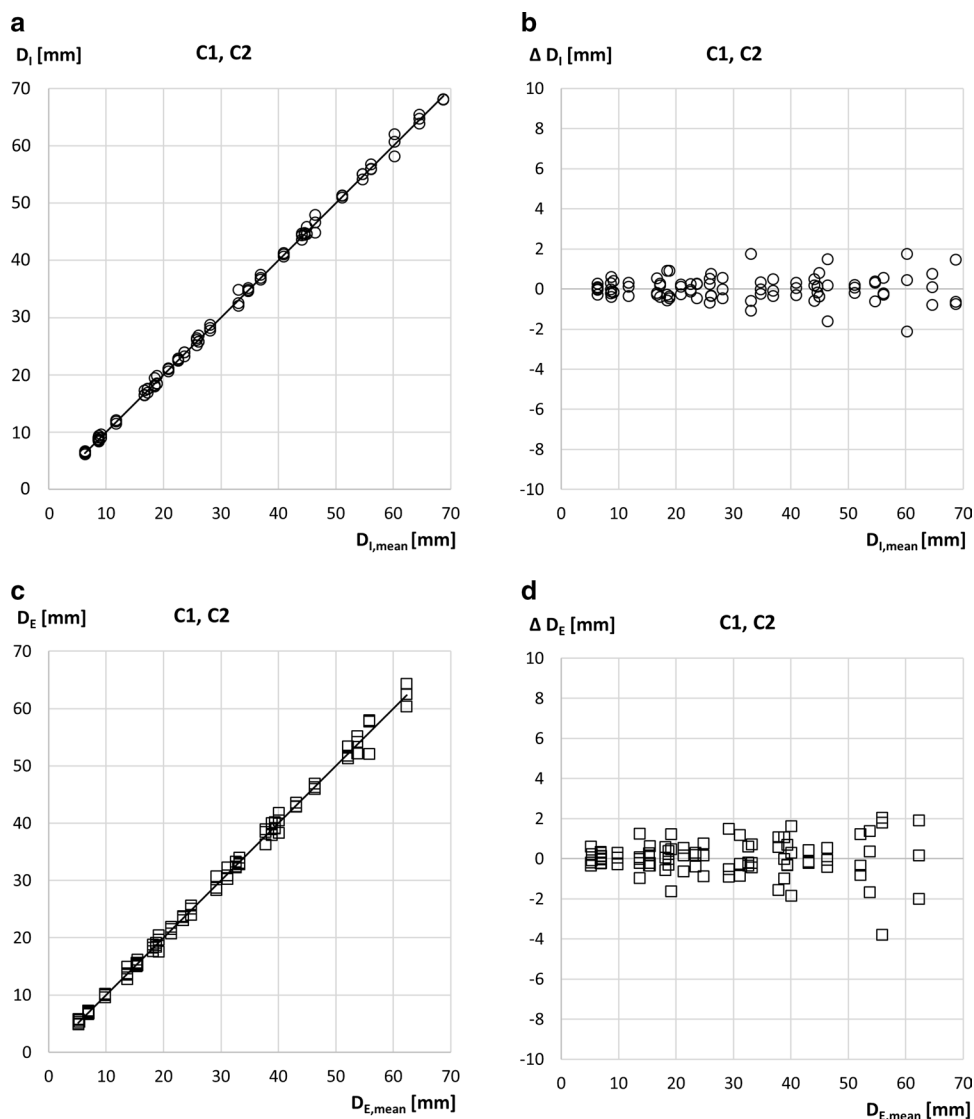 a
D_I [mm] C1, C2
70
60
50
40
30
20
10
0
0 10 20 30 40 50 60 70
D_I,mean [mm]
b
Δ D_I [mm] C1, C2
10
8
6
4
2
0
-2
-4
-6
-8
-10
0 10 20 30 40 50 60 70
D_I,mean [mm]
c
D_E [mm] C1, C2
70
60
50
40
30
20
10
0
0 10 20 30 40 50 60 70
D_E,mean [mm]
d
Δ D_E [mm] C1, C2
10
8
6
4
2
0
-2
-4
-6
-8
-10
0 10 20 30 40 50 60 70
D_E,mean [mm]